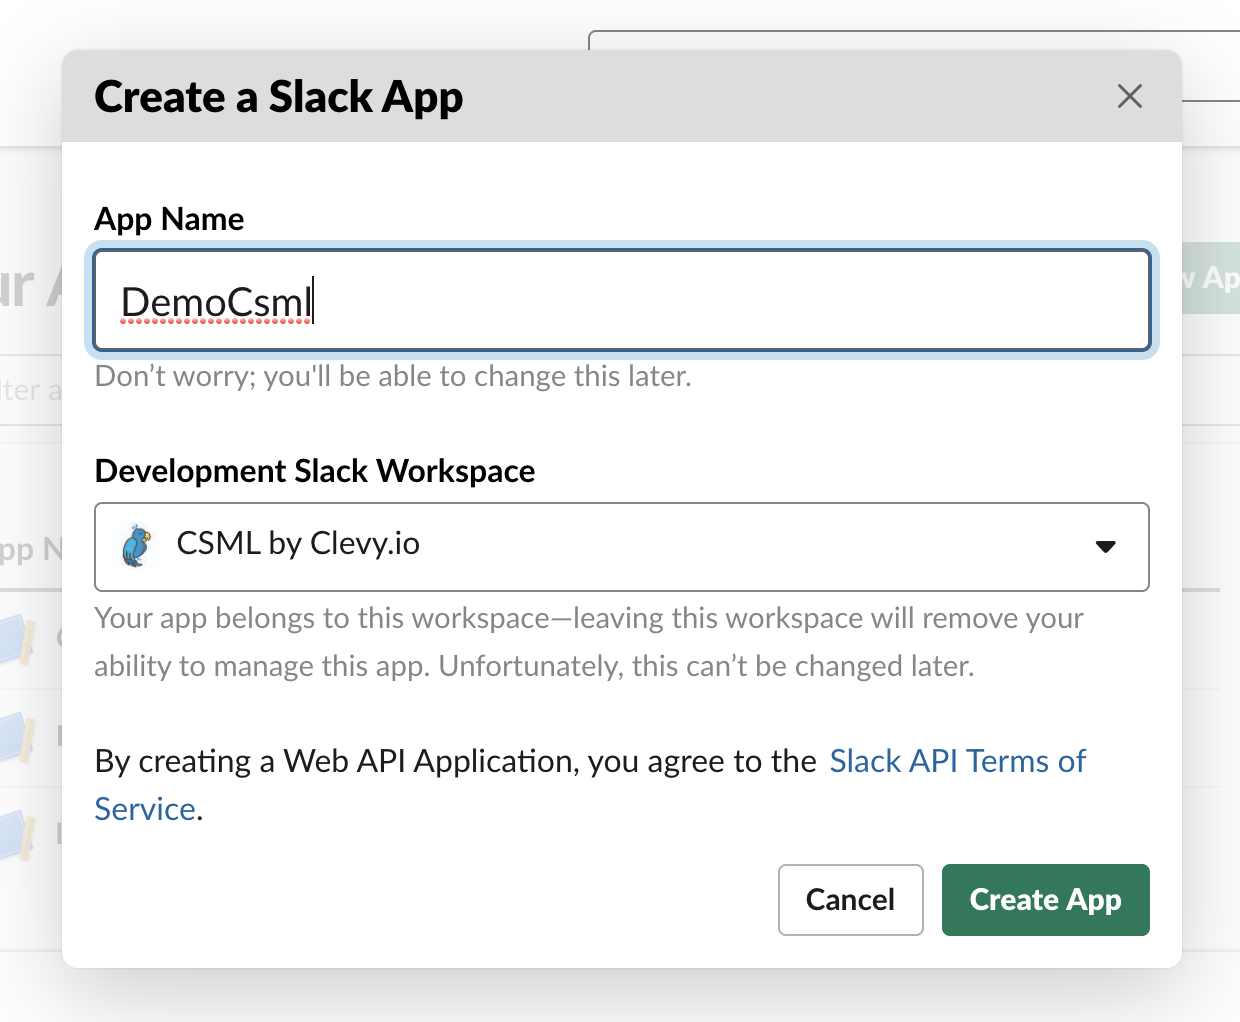 Create a Slack App
App Name
DemoCsml
Don’t worry; you'll be able to change this later.
Development Slack Workspace
CSML by Clevy.io
Your app belongs to this workspace—leaving this workspace will remove your
ability to manage this app. Unfortunately, this can’t be changed later.
By creating a Web API Application, you agree to the Slack API Terms of
Service.
Cancel
Create App